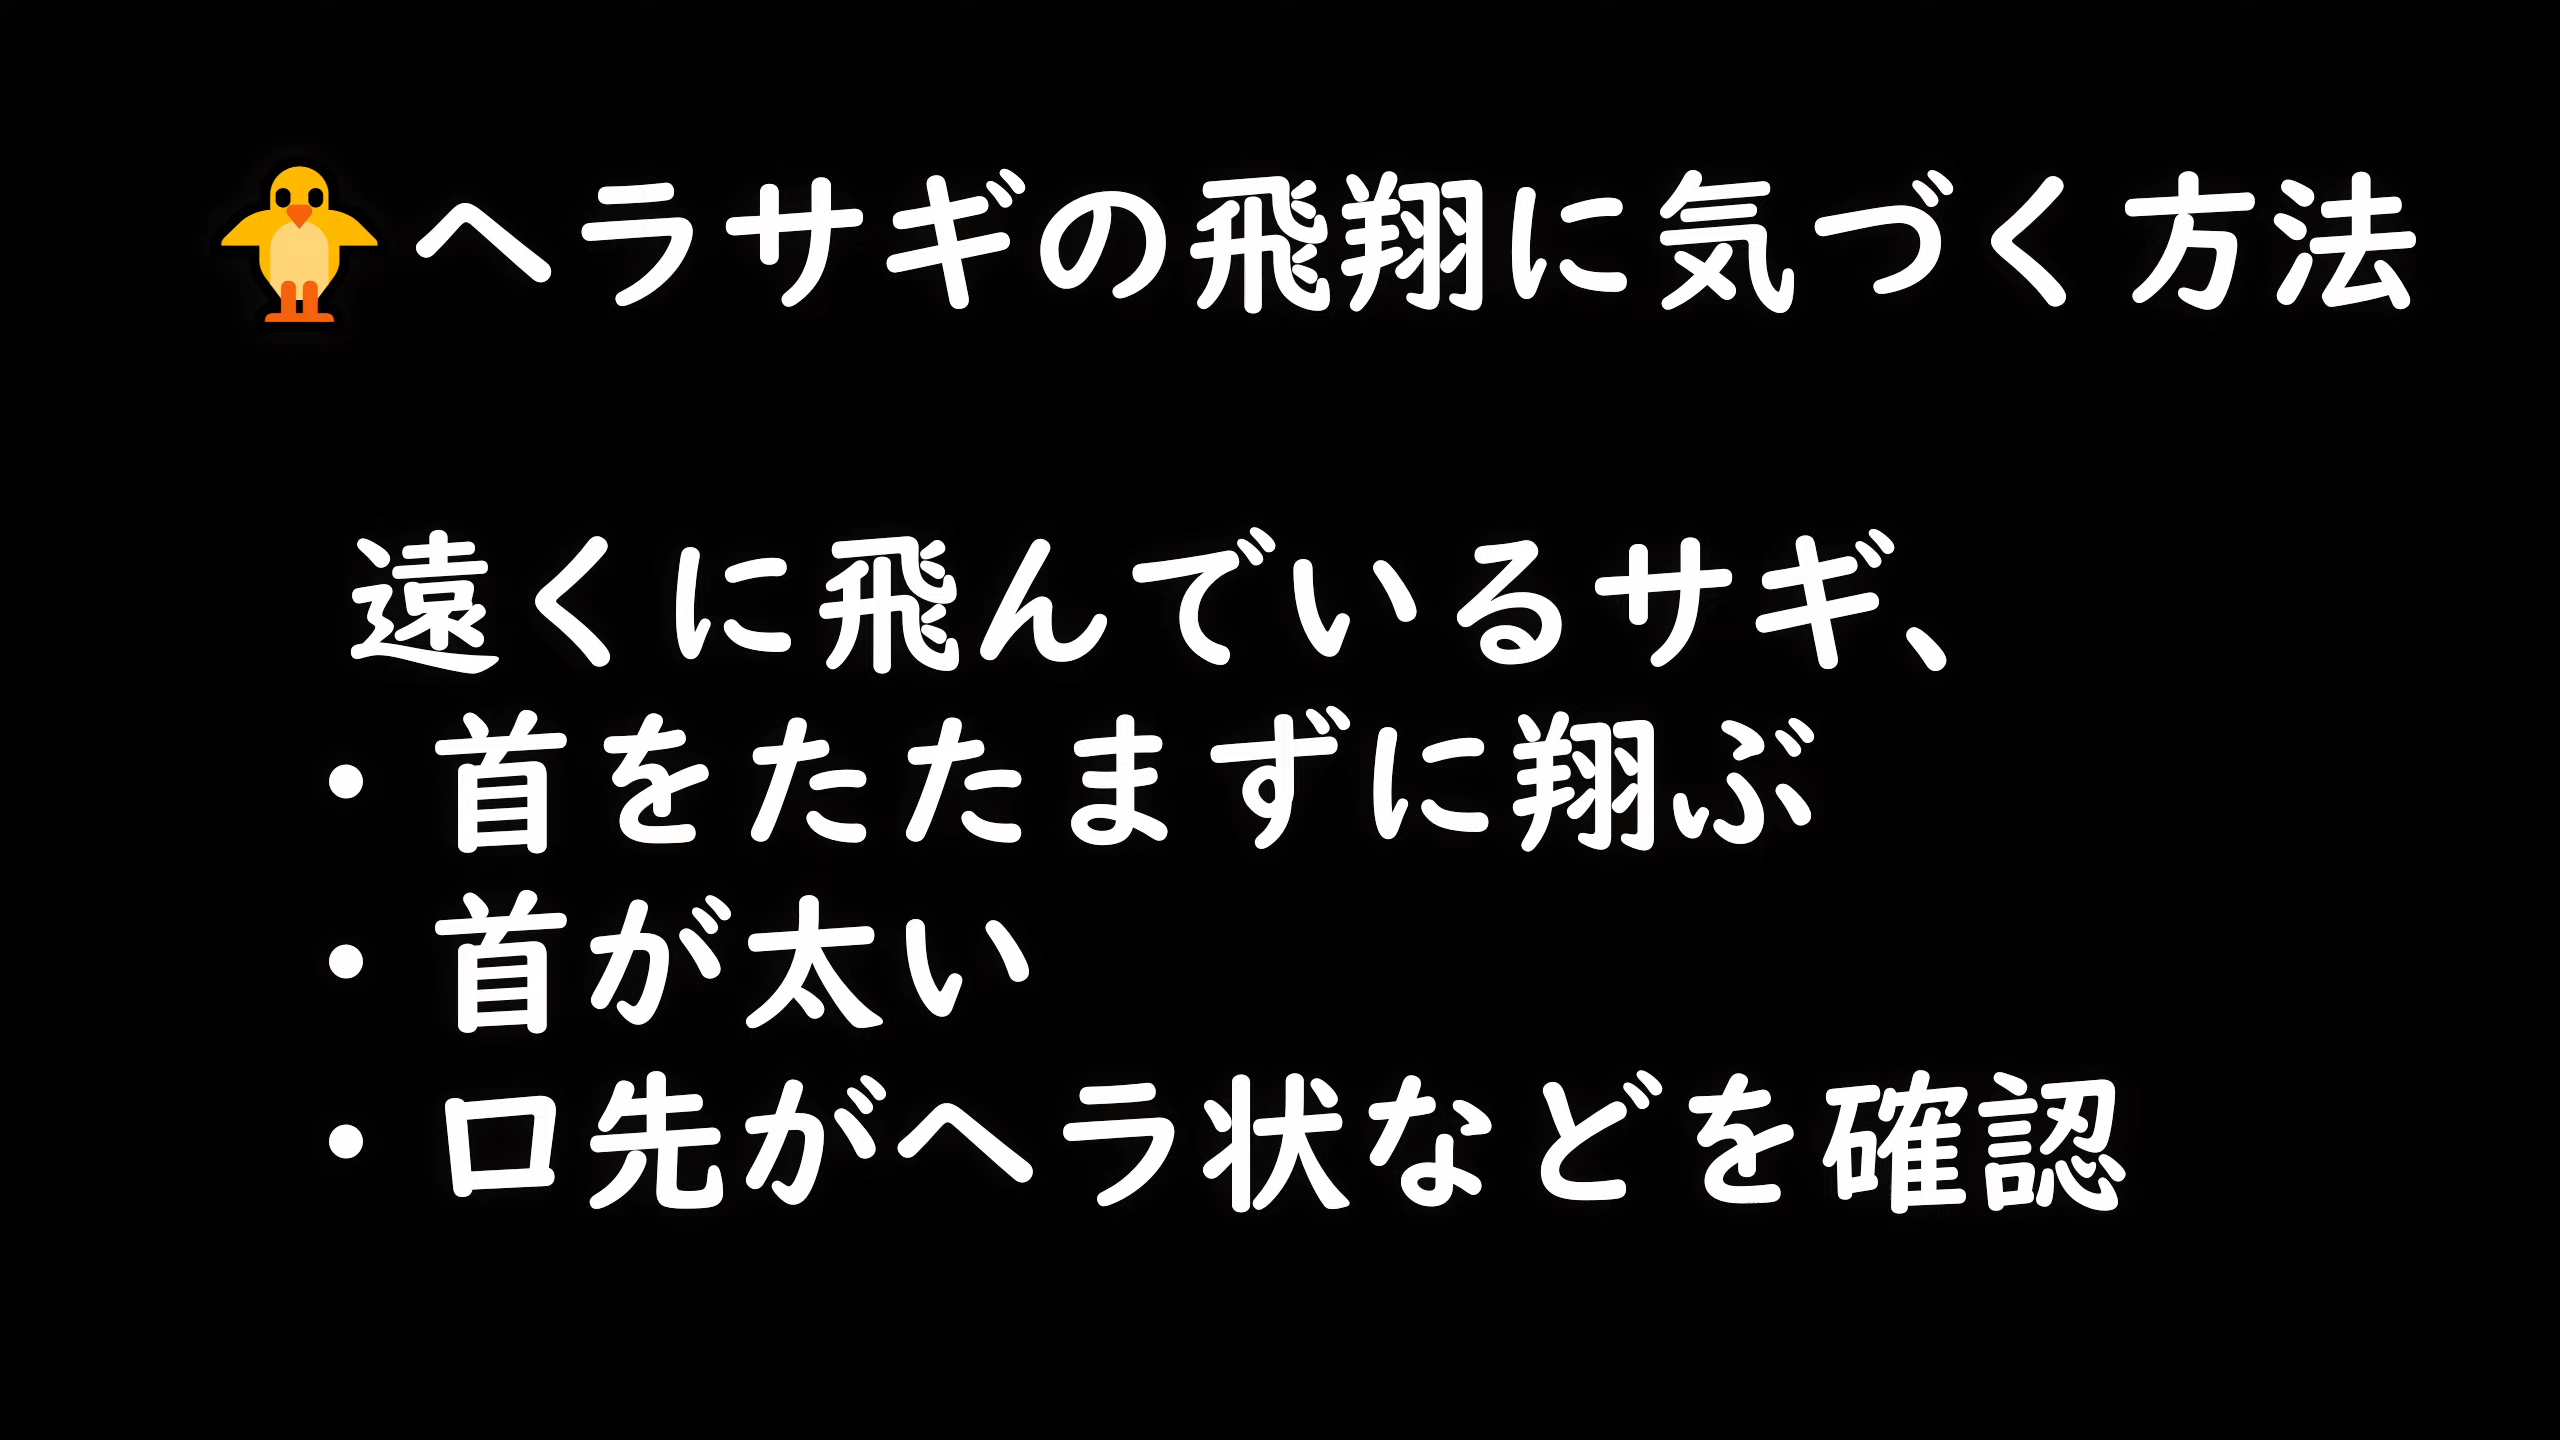 🐥ヘラサギの飛翔に気づく方法
遠くに飛んでいるサギ、
・首をたたまずに翔ぶ
・首が太い
・口先がヘラ状などを確認